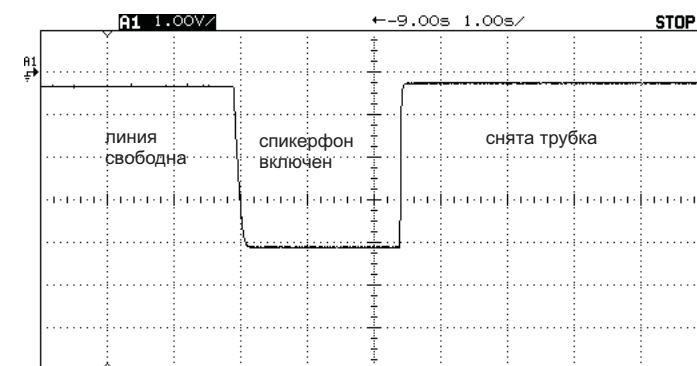 A1 1.00V/ ←-9.00s 1.00s/ STOP
A1
линия
свободна
спикерфон
включен
снята трубка